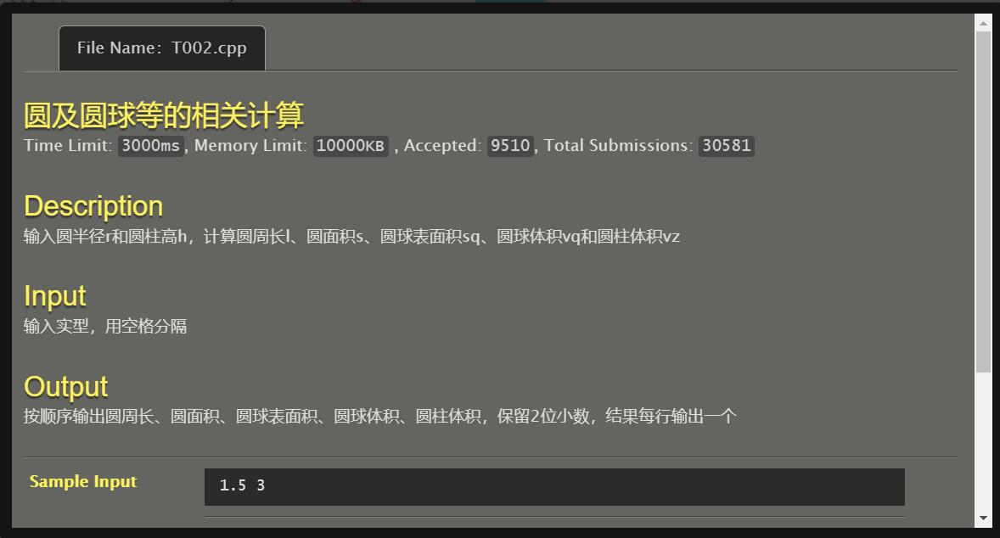 File Name：T002.cpp
圆及圆球等的相关计算
Time Limit: 3000ms, Memory Limit: 10000KB , Accepted: 9510, Total Submissions: 30581
Description
输入圆半径r和圆柱高h，计算圆周长l、圆面积s、圆球表面积sq、圆球体积vq和圆柱体积vz
Input
输入实型，用空格分隔
Output
按顺序输出圆周长、圆面积、圆球表面积、圆球体积、圆柱体积，保留2位小数，结果每行输出一个
Sample Input
1.5 3